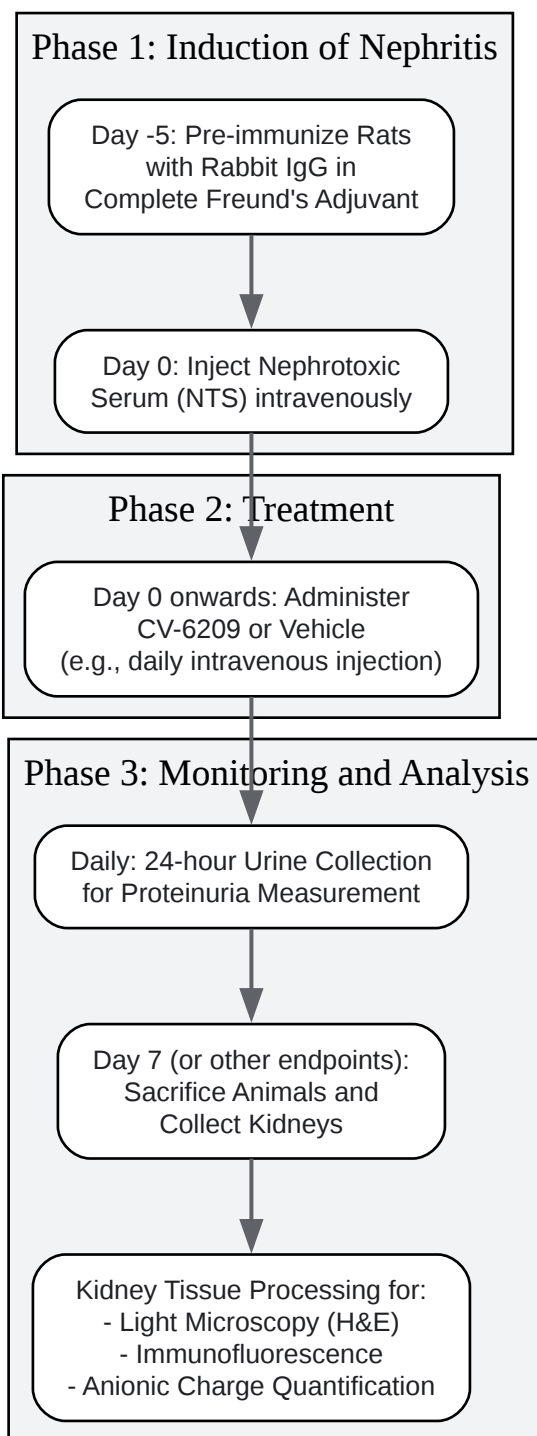 Phase 1: Induction of Nephritis
Day -5: Pre-immunize Rats
with Rabbit IgG in
Complete Freund's Adjuvant
Day 0: Inject Nephrotoxic
Serum (NTS) intravenously
Phase 2: Treatment
Day 0 onwards: Administer
CV-6209 or Vehicle
(e.g., daily intravenous injection)
Phase 3: Monitoring and Analysis
Daily: 24-hour Urine Collection
for Proteinuria Measurement
Day 7 (or other endpoints):
Sacrifice Animals and
Collect Kidneys
Kidney Tissue Processing for:
- Light Microscopy (H&E)
- Immunofluorescence
- Anionic Charge Quantification